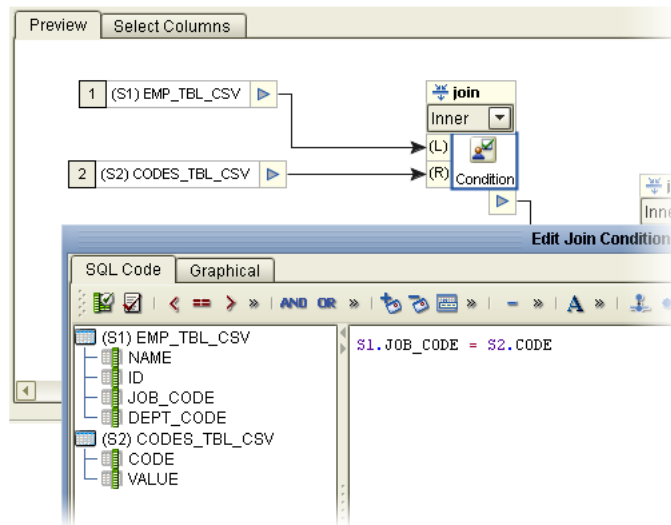 Preview Select Columns
1 (S1) EMP_TBL_CSV
join
Inner
(L)
2 (S2) CODES_TBL_CSV
(R) Condition
Edit Join Condition
SQL Code Graphical
< == > » AND OR » » - » A »
(S1) EMP_TBL_CSV
S1.JOB_CODE = S2.CODE
NAME
ID
JOB_CODE
DEPT_CODE
(S2) CODES_TBL_CSV
CODE
VALUE